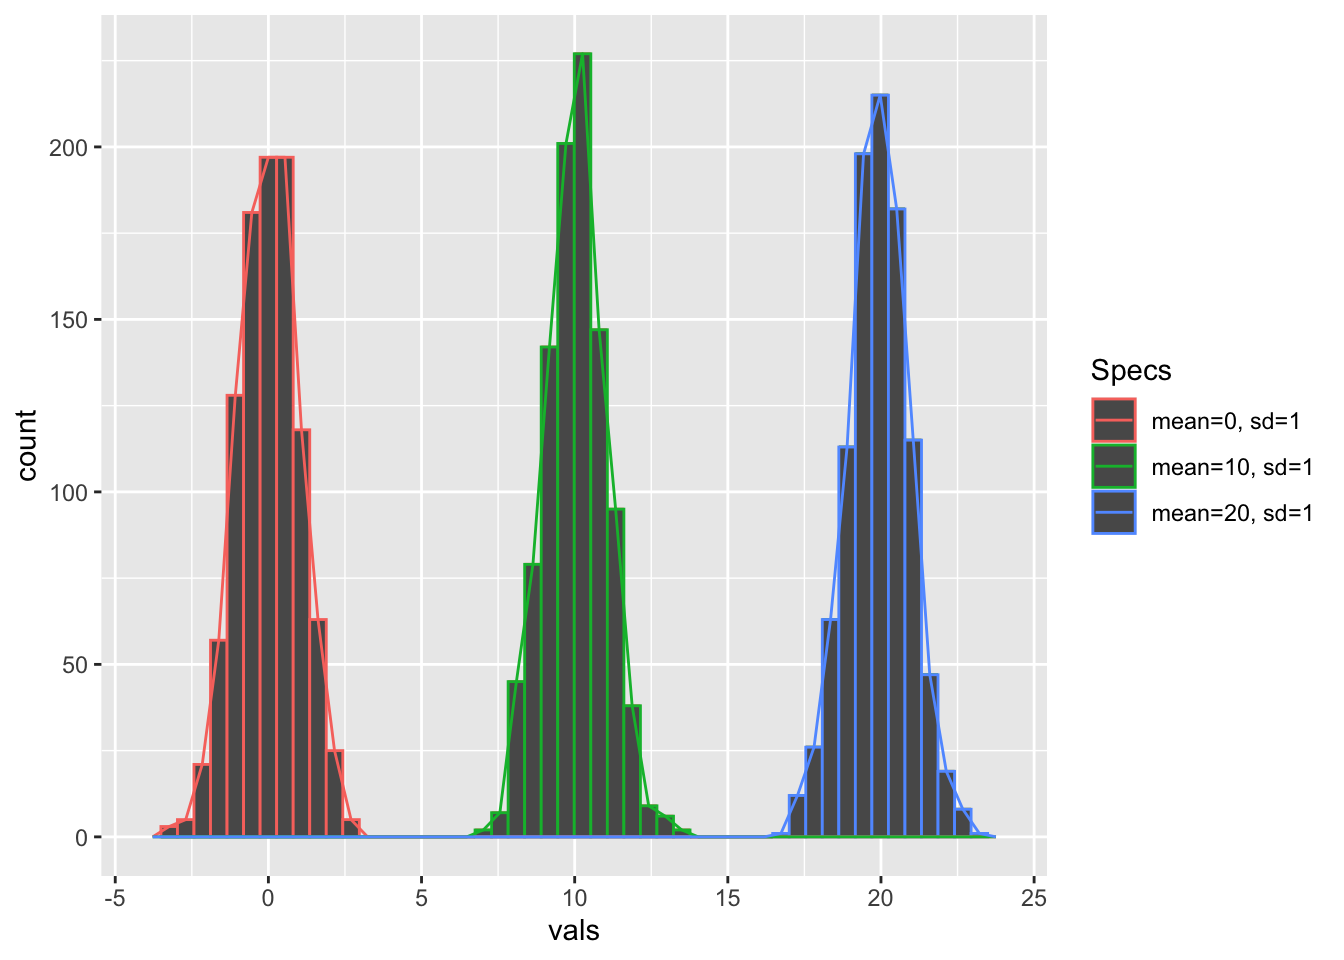 200
150
100
50
0
-5 0 5 10 15 20 25
vals
count
Specs
mean=0, sd=1
mean=10, sd=1
mean=20, sd=1